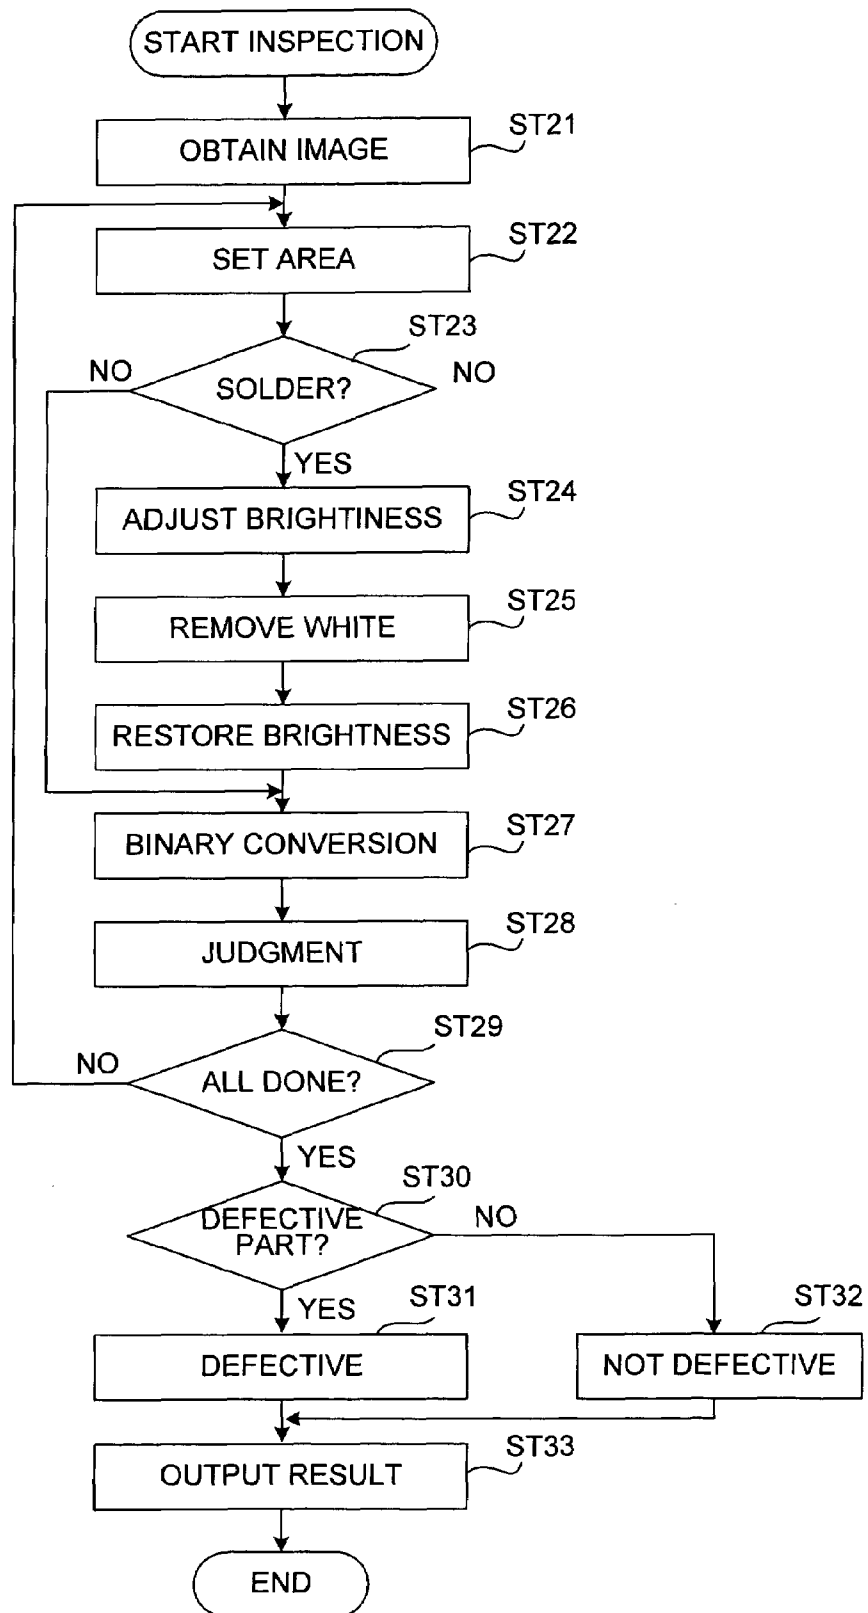 START INSPECTION
ST21
OBTAIN IMAGE
ST22
SET AREA
ST23
NO
SOLDER?
NO
YES
ST24
ADJUST BRIGHTINESS
ST25
REMOVE WHITE
ST26
RESTORE BRIGHTNESS
ST27
BINARY CONVERSION
ST28
JUDGMENT
ST29
NO
ALL DONE?
YES
ST30
DEFECTIVE
PART?
NO
YES
ST31
DEFECTIVE
ST32
NOT DEFECTIVE
ST33
OUTPUT RESULT
END